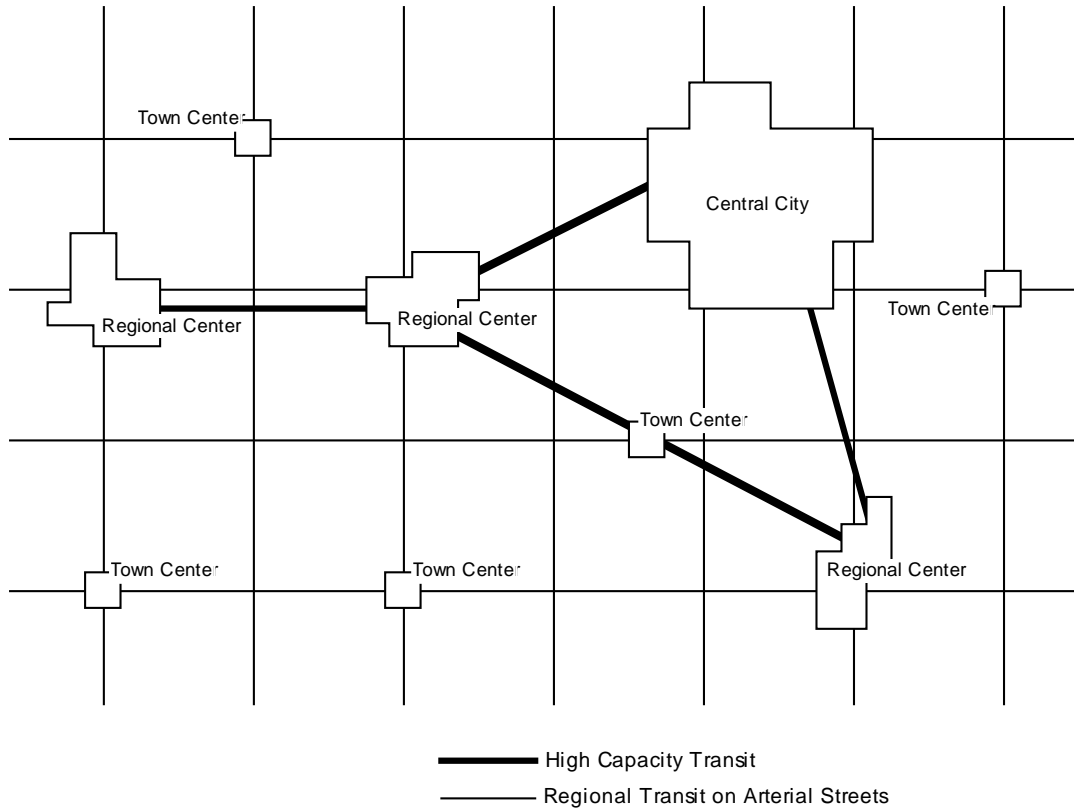 Town Center
Central City
Town Center
Regional Center
Regional Center
Town Center
Town Center
Town Center
Regional Center
High Capacity Transit
Regional Transit on Arterial Streets